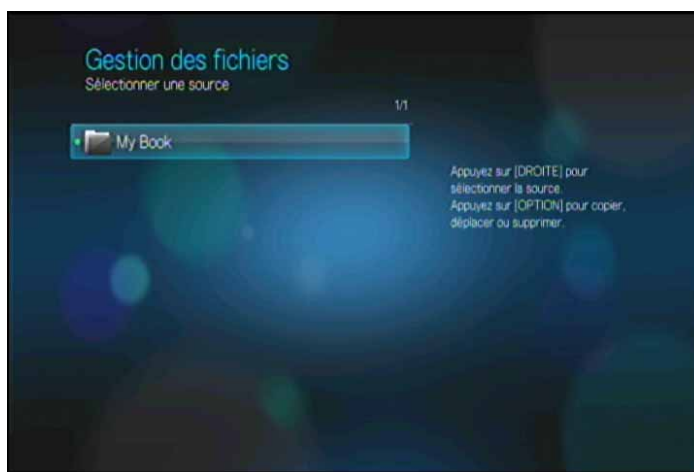 Gestion des fichiers
Sélectionner une source
1/1
My Book
Appuyez sur [DROITE] pour
sélectionner la source.
Appuyez sur [OPTION] pour copier,
déplacer ou supprimer.